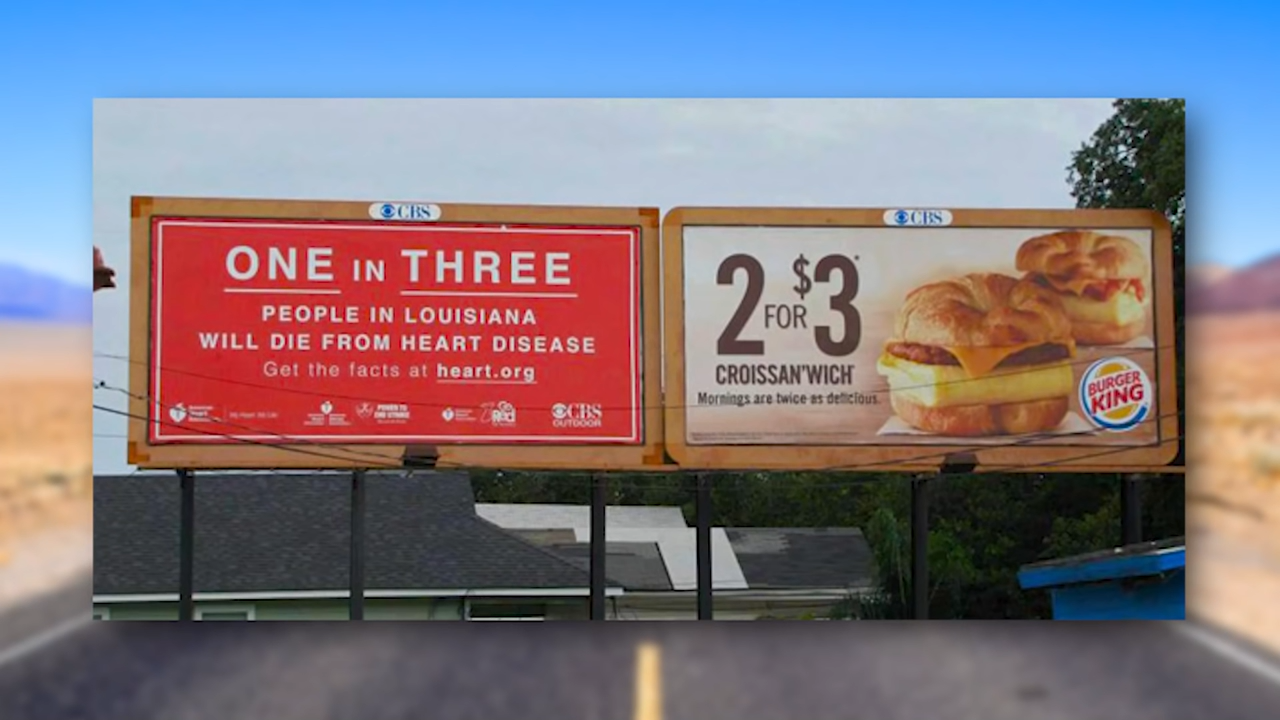 CBS
ONE IN THREE
PEOPLE IN LOUISIANA
WILL DIE FROM HEART DISEASE
Get the facts at heart.org
CBS
OUTDOOR
CBS
2 FOR $3*
CROISSAN'WICH
Mornings are twice as delicious.
BURGER
KING